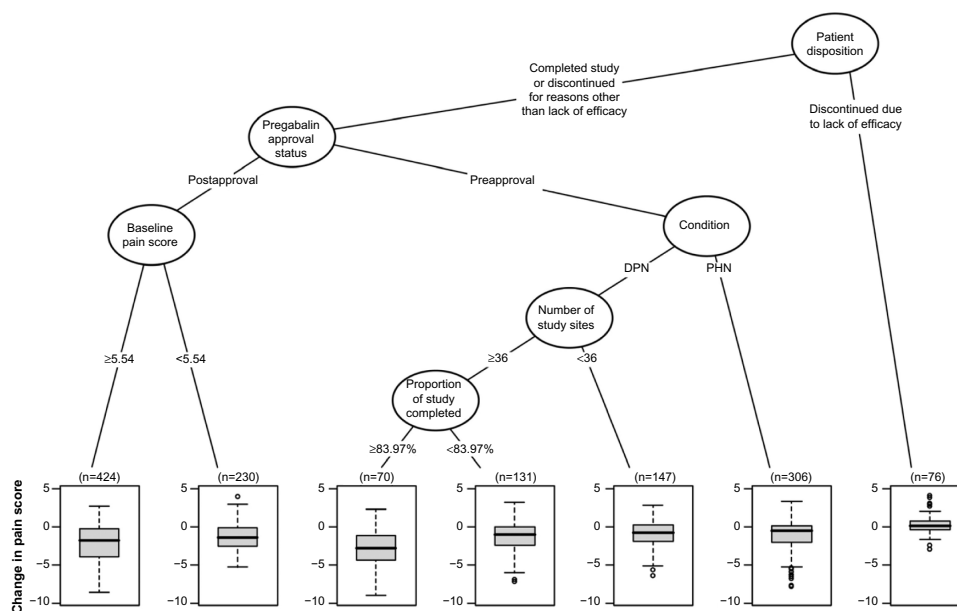 Patient
disposition
Completed study
or discontinued
for reasons other
than lack of efficacy
Discontinued due
to lack of efficacy
Pregabalin
approval
status
Postapproval
Preapproval
Baseline
pain score
Condition
DPN
PHN
Number of
study sites
≥5.54
<5.54
≥36
<36
Proportion
of study
completed
≥83.97%
<83.97%
(n=424)
(n=230)
(n=70)
(n=131)
(n=147)
(n=306)
(n=76)
Change in pain score
5
0
−5
−10
5
0
−5
−10
5
0
−5
−10
5
0
−5
−10
5
0
−5
−10
5
0
−5
−10
5
0
−5
−10